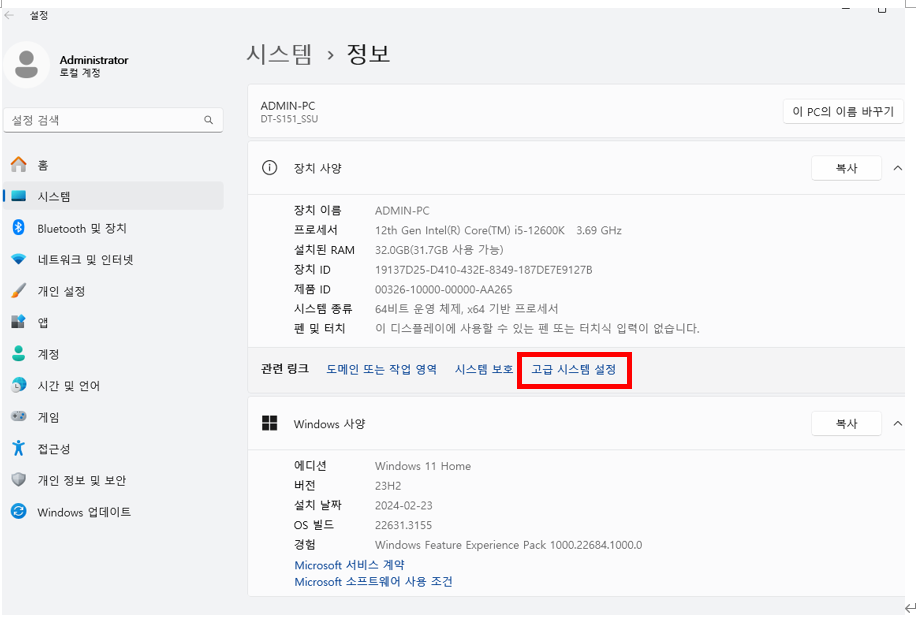 설정
Administrator
로컬 계정
설정 검색
홈
시스템
Bluetooth 및 장치
네트워크 및 인터넷
개인 설정
앱
계정
시간 및 언어
게임
접근성
개인 정보 및 보안
Windows 업데이트
시스템 › 정보
ADMIN-PC
DT-S151_SSU
이 PC의 이름 바꾸기
장치 사양
복사
장치 이름 ADMIN-PC
프로세서 12th Gen Intel(R) Core(TM) i5-12600K 3.69 GHz
설치된 RAM 32.0GB(31.7GB 사용 가능)
장치 ID 19137D25-D410-432E-8349-187DE7E9127B
제품 ID 00326-10000-00000-AA265
시스템 종류 64비트 운영 체제, x64 기반 프로세서
펜 및 터치 이 디스플레이에 사용할 수 있는 펜 또는 터치식 입력이 없습니다.
관련 링크 도메인 또는 작업 영역 시스템 보호 고급 시스템 설정
Windows 사양
복사
에디션 Windows 11 Home
버전 23H2
설치 날짜 2024-02-23
OS 빌드 22631.3155
경험 Windows Feature Experience Pack 1000.22684.1000.0
Microsoft 서비스 계약
Microsoft 소프트웨어 사용 조건